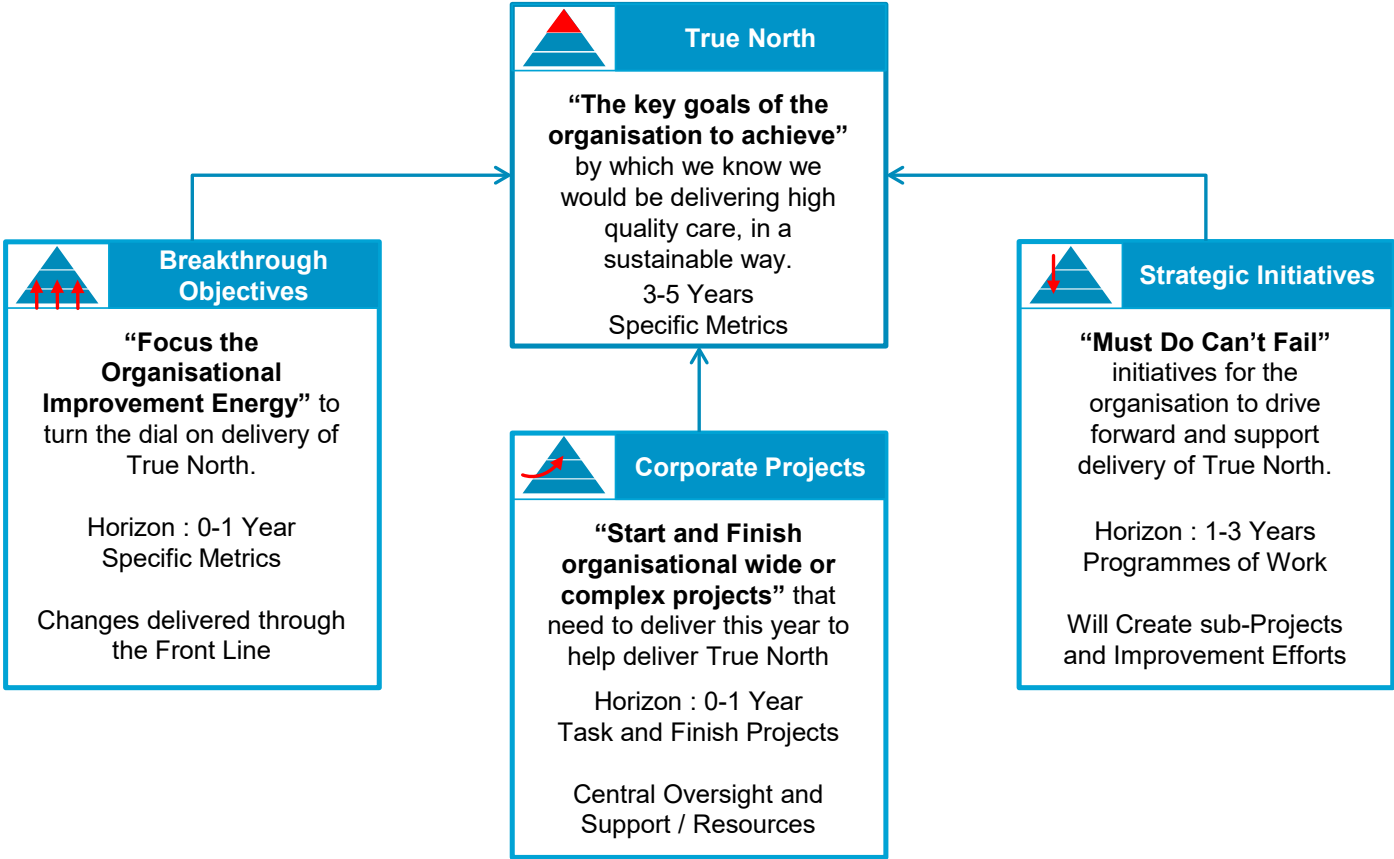 True North
“The key goals of the
organisation to achieve”
by which we know we
would be delivering high
quality care, in a
sustainable way.
3-5 Years
Specific Metrics
Breakthrough
Objectives
“Focus the
Organisational
Improvement Energy” to
turn the dial on delivery of
True North.
Horizon : 0-1 Year
Specific Metrics
Changes delivered through
the Front Line
Corporate Projects
“Start and Finish
organisational wide or
complex projects” that
need to deliver this year to
help deliver True North
Horizon : 0-1 Year
Task and Finish Projects
Central Oversight and
Support / Resources
Strategic Initiatives
“Must Do Can’t Fail”
initiatives for the
organisation to drive
forward and support
delivery of True North.
Horizon : 1-3 Years
Programmes of Work
Will Create sub-Projects
and Improvement Efforts